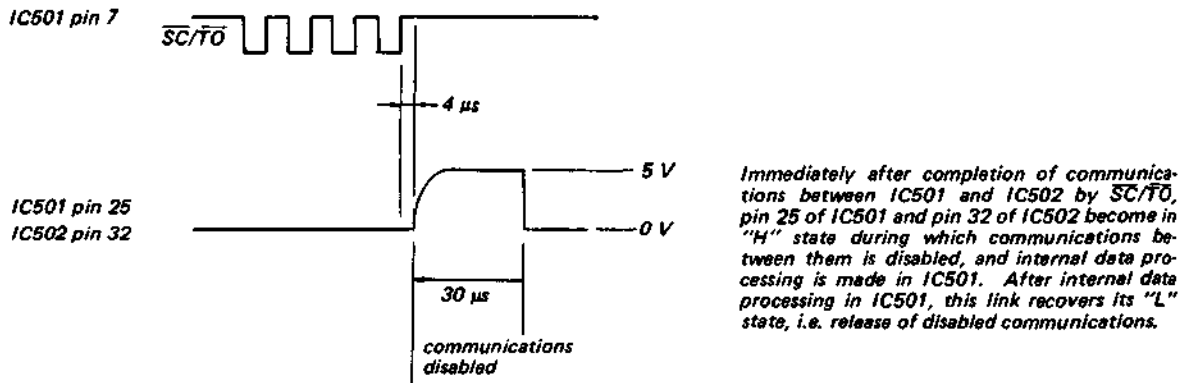 IC501 pin 7
SC/TO
4 μs
5 V
IC501 pin 25
IC502 pin 32
0 V
30 μs
communications
disabled
Immediately after completion of communica-
tions between IC501 and IC502 by SC/TO,
pin 25 of IC501 and pin 32 of IC502 become in
"H" state during which communications be-
tween them is disabled, and internal data pro-
cessing is made in IC501. After internal data
processing in IC501, this link recovers its "L"
state, i.e. release of disabled communications.